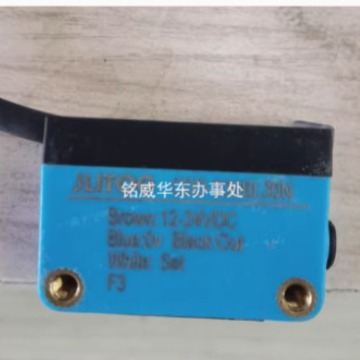 铭威华东办事处
Brown:12-24VDC
Blue:0v Black:Out
White: Set
F3